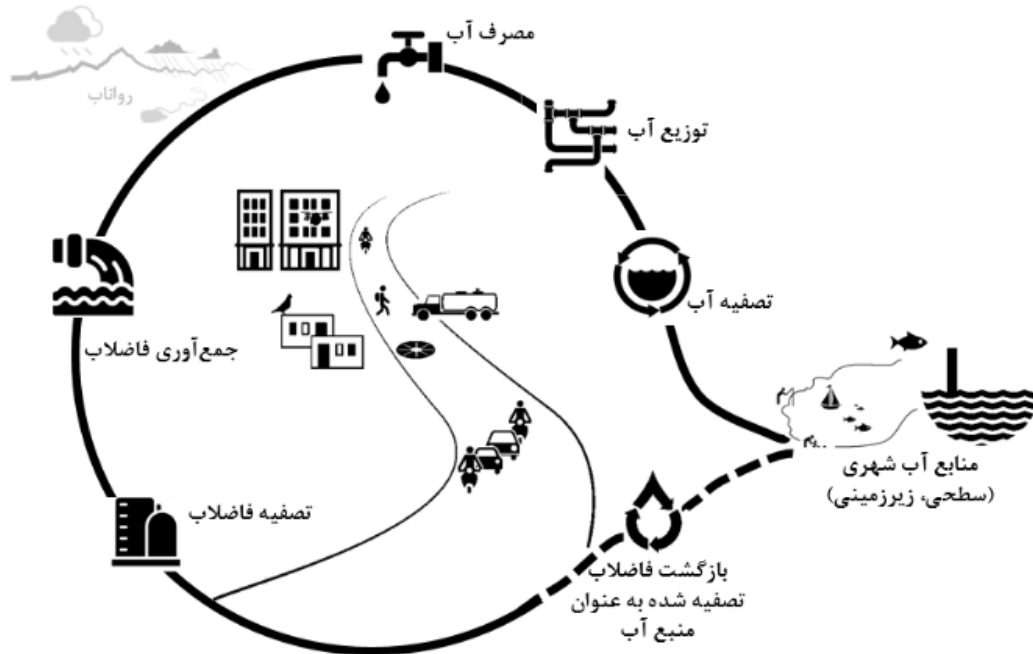 مصرف آب
رواناب
توزیع آب
تصفیه آب
جمع‌آوری فاضلاب
منابع آب شهری
(سطحی، زیرزمینی)
تصفیه فاضلاب
بازگشت فاضلاب
تصفیه شده به عنوان
منبع آب